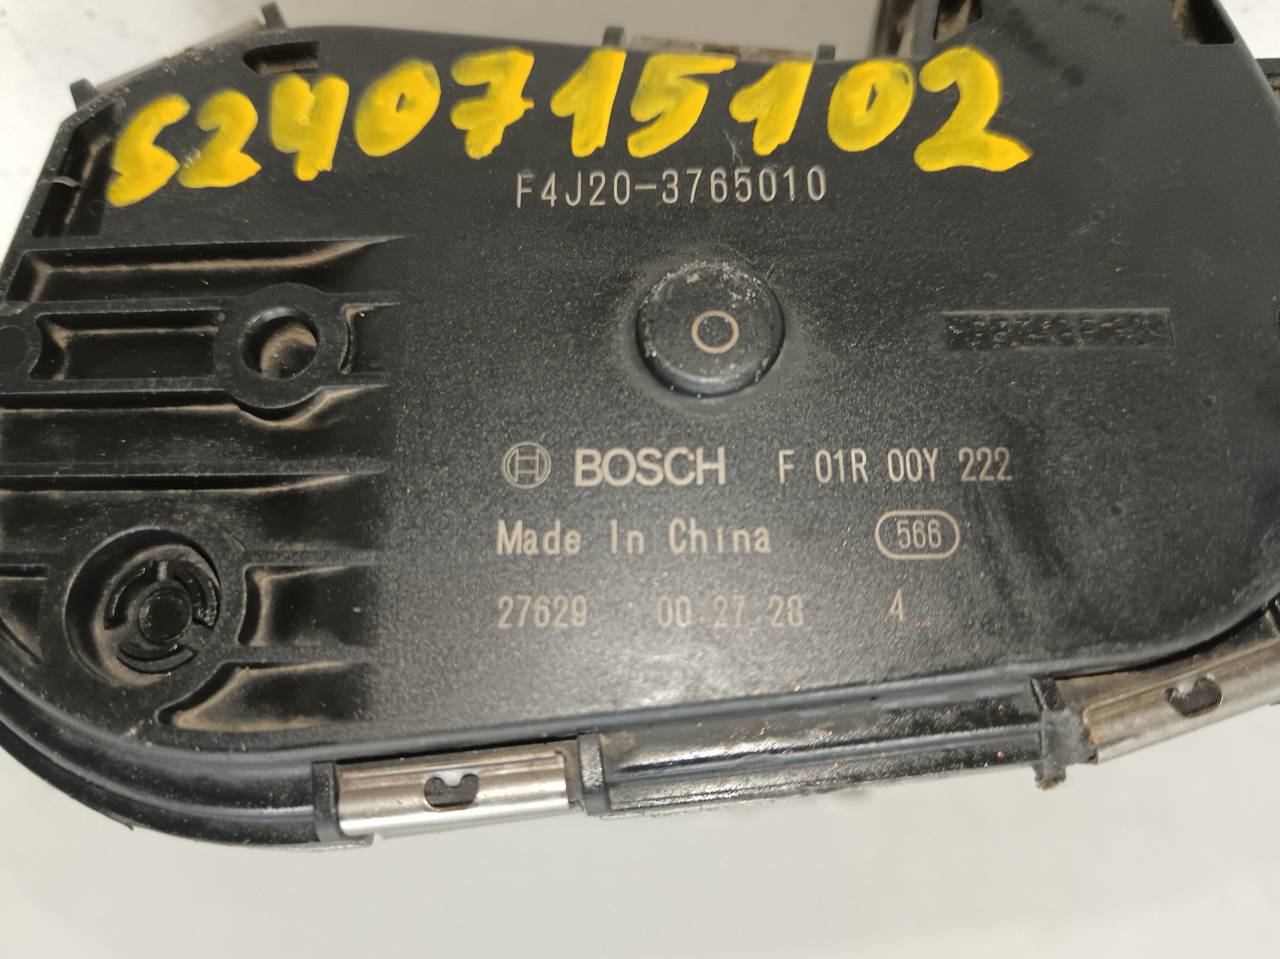 S240715102
F4J20-3765010
BOSCH F 01R 00Y 222
Made In China 566
27629 00 27 28 4